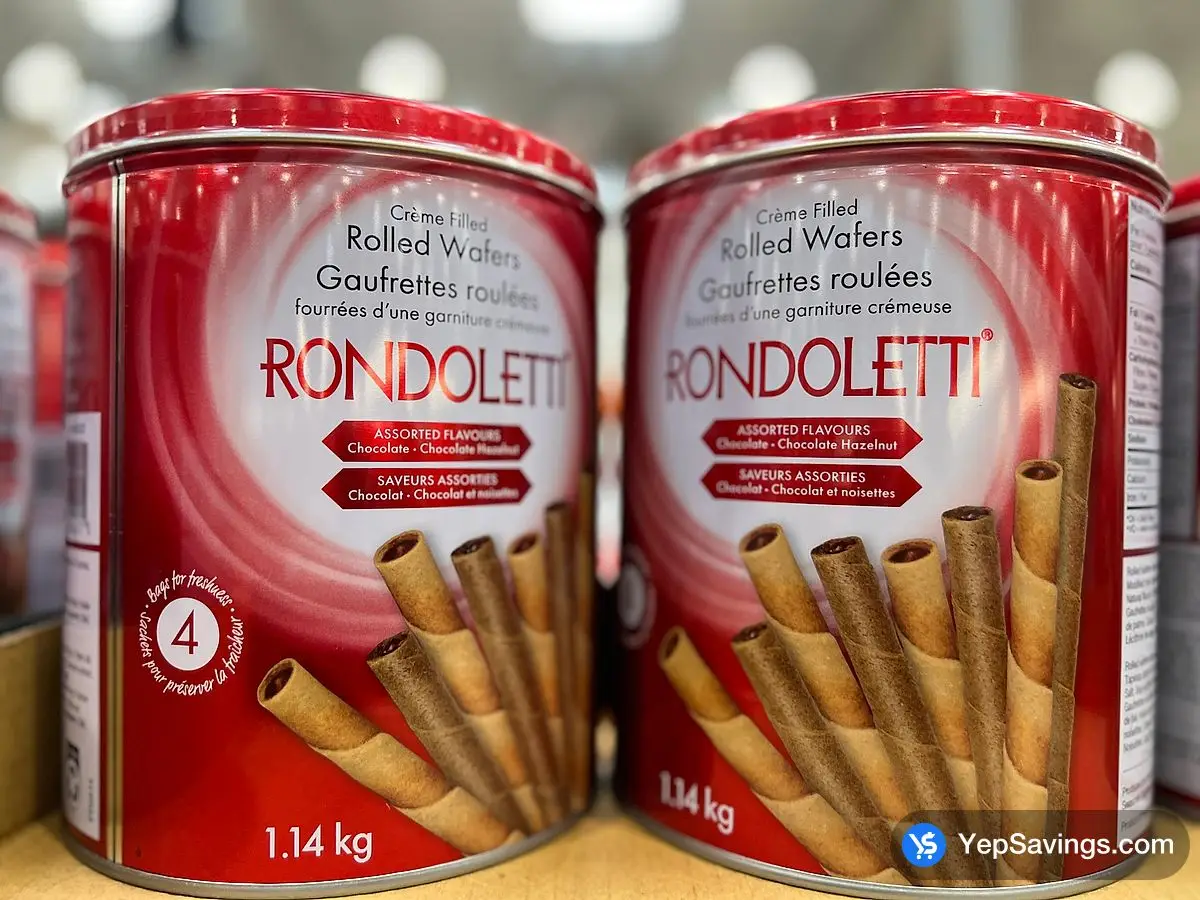 Crème Filled
Rolled Wafers
Gaufrettes roulées
fourrées d'une garniture crémeuse
RONDOLETTI
ASSORTED FLAVOURS
Chocolate • Chocolate Hazelnut
SAVEURS ASSORTIES
Chocolat • Chocolat et noisettes
• Bags for freshness •
Sachets pour préserver la fraîcheur
4
1.14 kg
Crème Filled
Rolled Wafers
Gaufrettes roulées
fourrées d'une garniture crémeuse
RONDOLETTI®
ASSORTED FLAVOURS
Chocolate • Chocolate Hazelnut
SAVEURS ASSORTIES
Chocolat • Chocolat et noisettes
1.14 kg
YepSavings.com